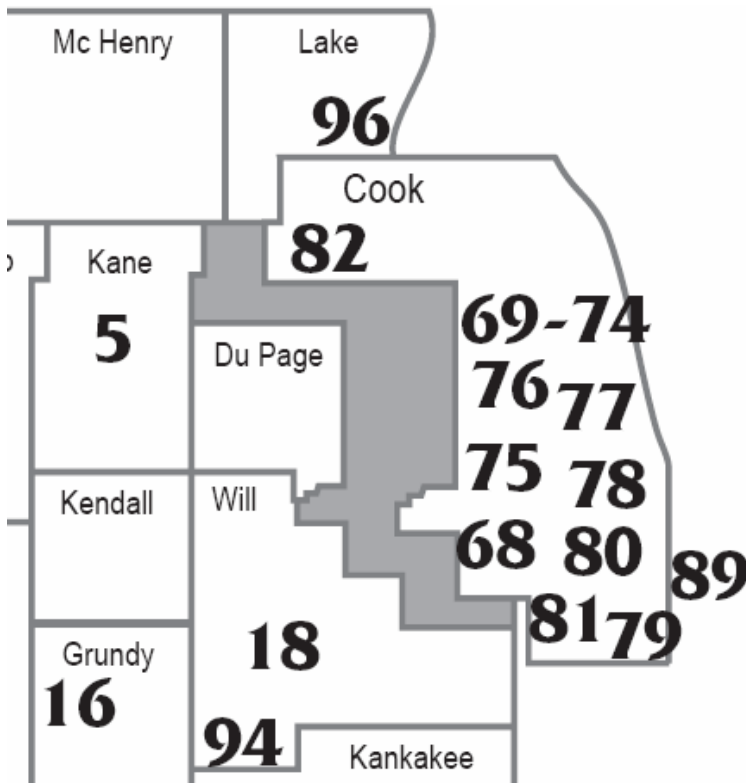 Mc Henry Lake
96
Cook
82
Kane
69-74
5
Du Page
76 77
75 78
Kendall Will
68 80
89
81 79
18
Grundy
16
94
Kankakee